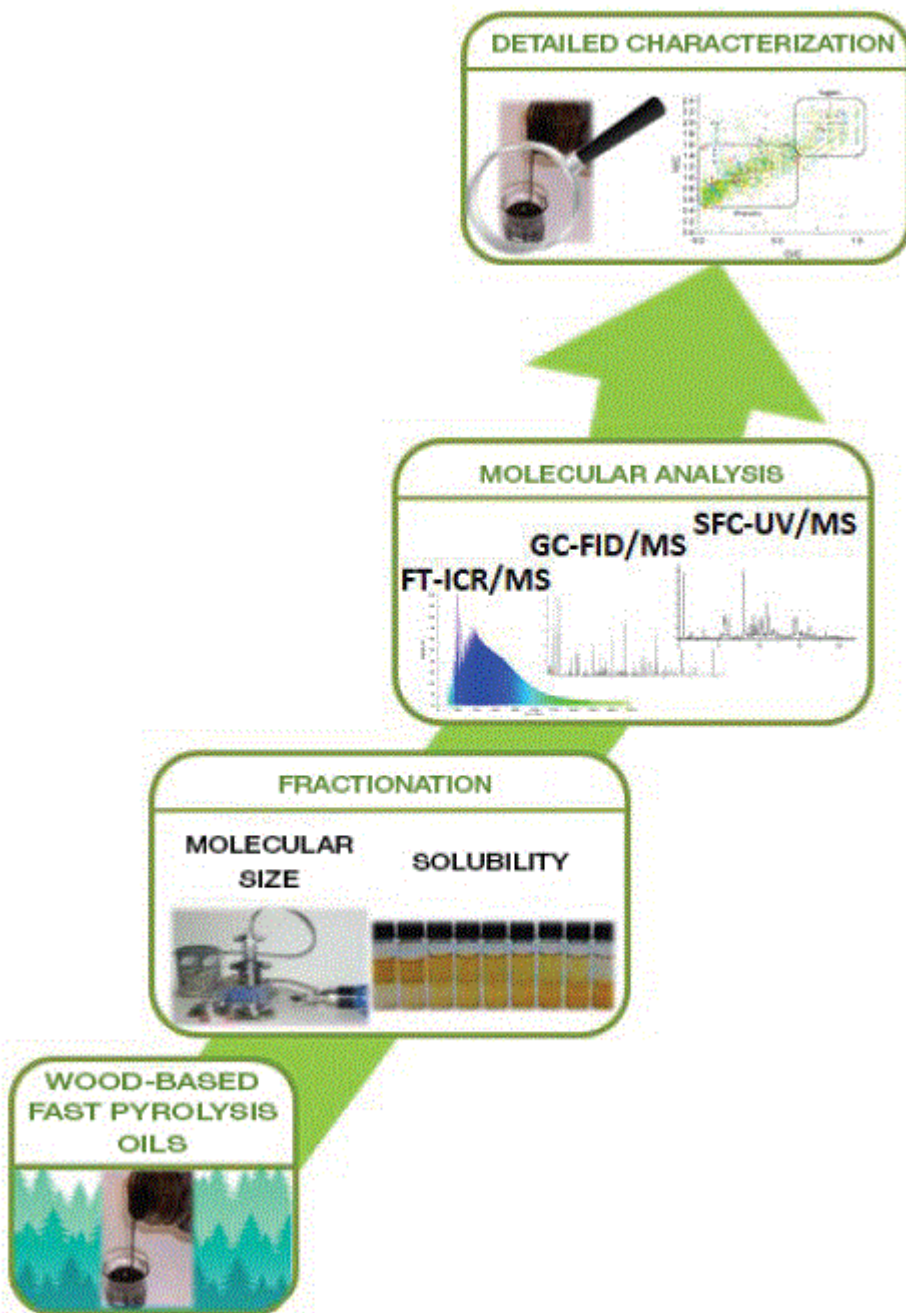 DETAILED CHARACTERIZATION
MOLECULAR ANALYSIS
SFC-UV/MS
GC-FID/MS
FT-ICR/MS
FRACTIONATION
MOLECULAR
SIZE
SOLUBILITY
WOOD-BASED
FAST PYROLYSIS
OILS